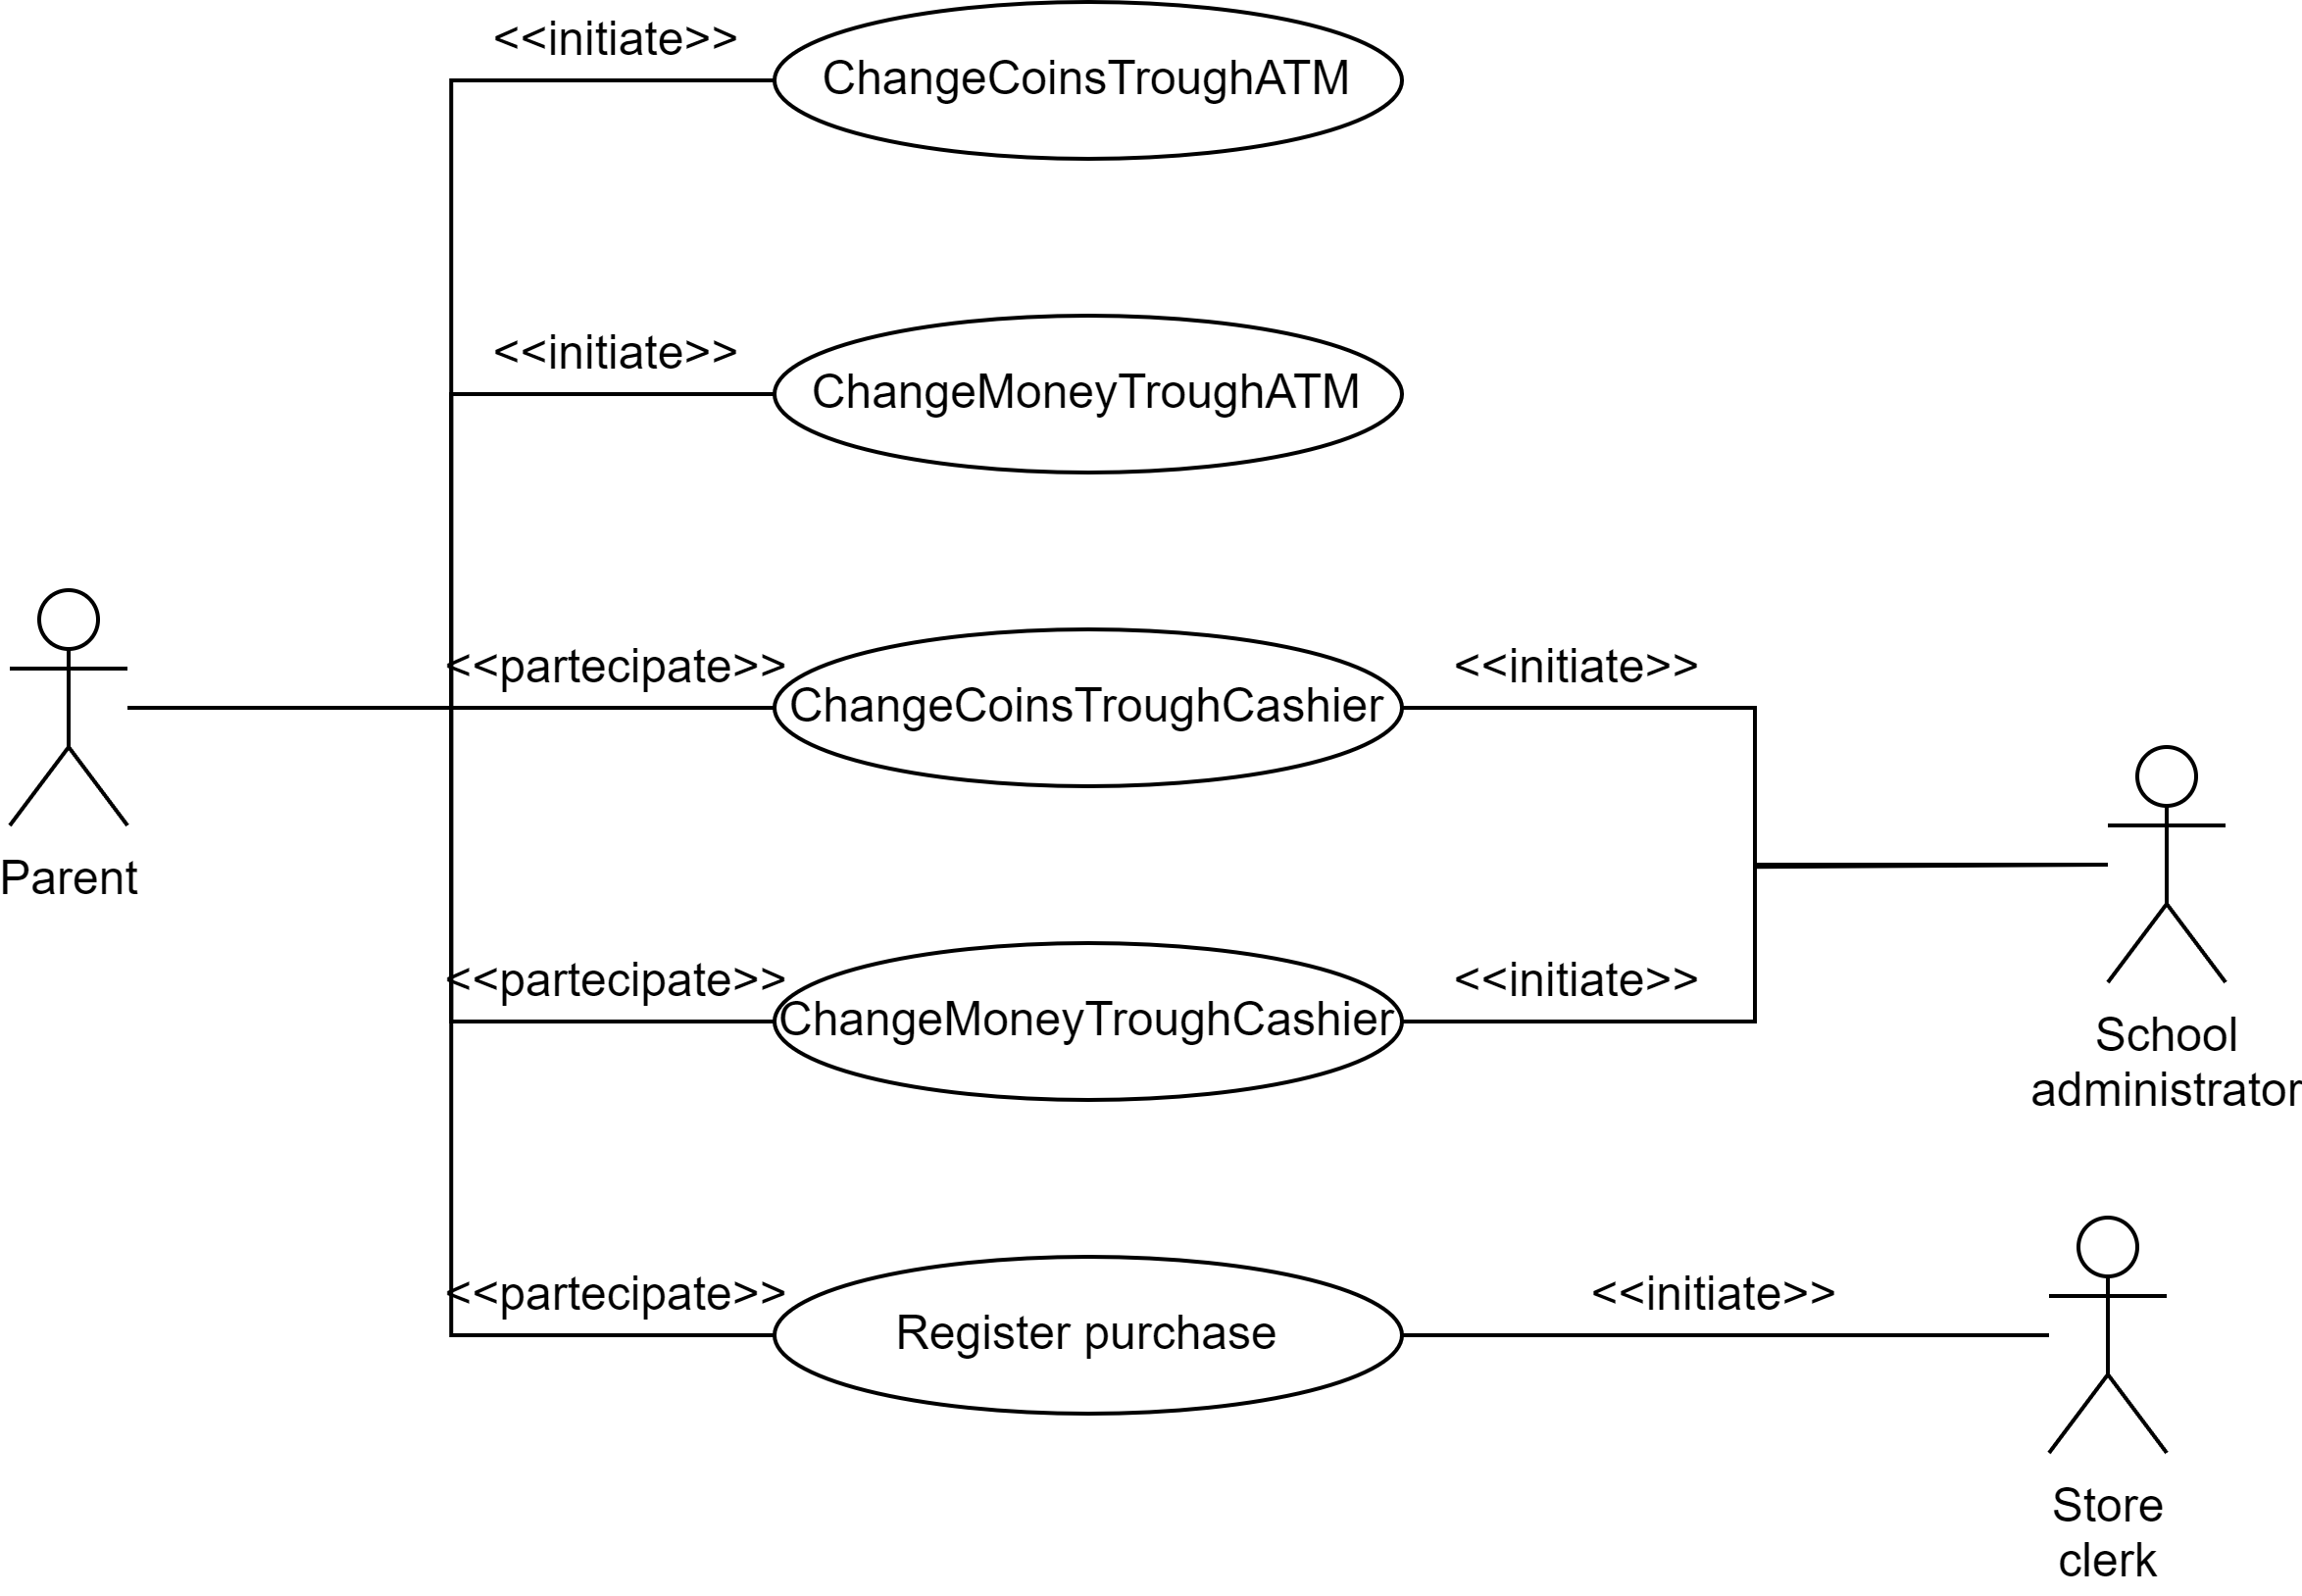 <<initiate>>
ChangeCoinsTroughATM
<<initiate>>
ChangeMoneyTroughATM
<<partecipate>>
ChangeCoinsTroughCashier
<<initiate>>
Parent
<<partecipate>>
ChangeMoneyTroughCashier
<<initiate>>
School
administrator
<<partecipate>>
Register purchase
<<initiate>>
Store
clerk